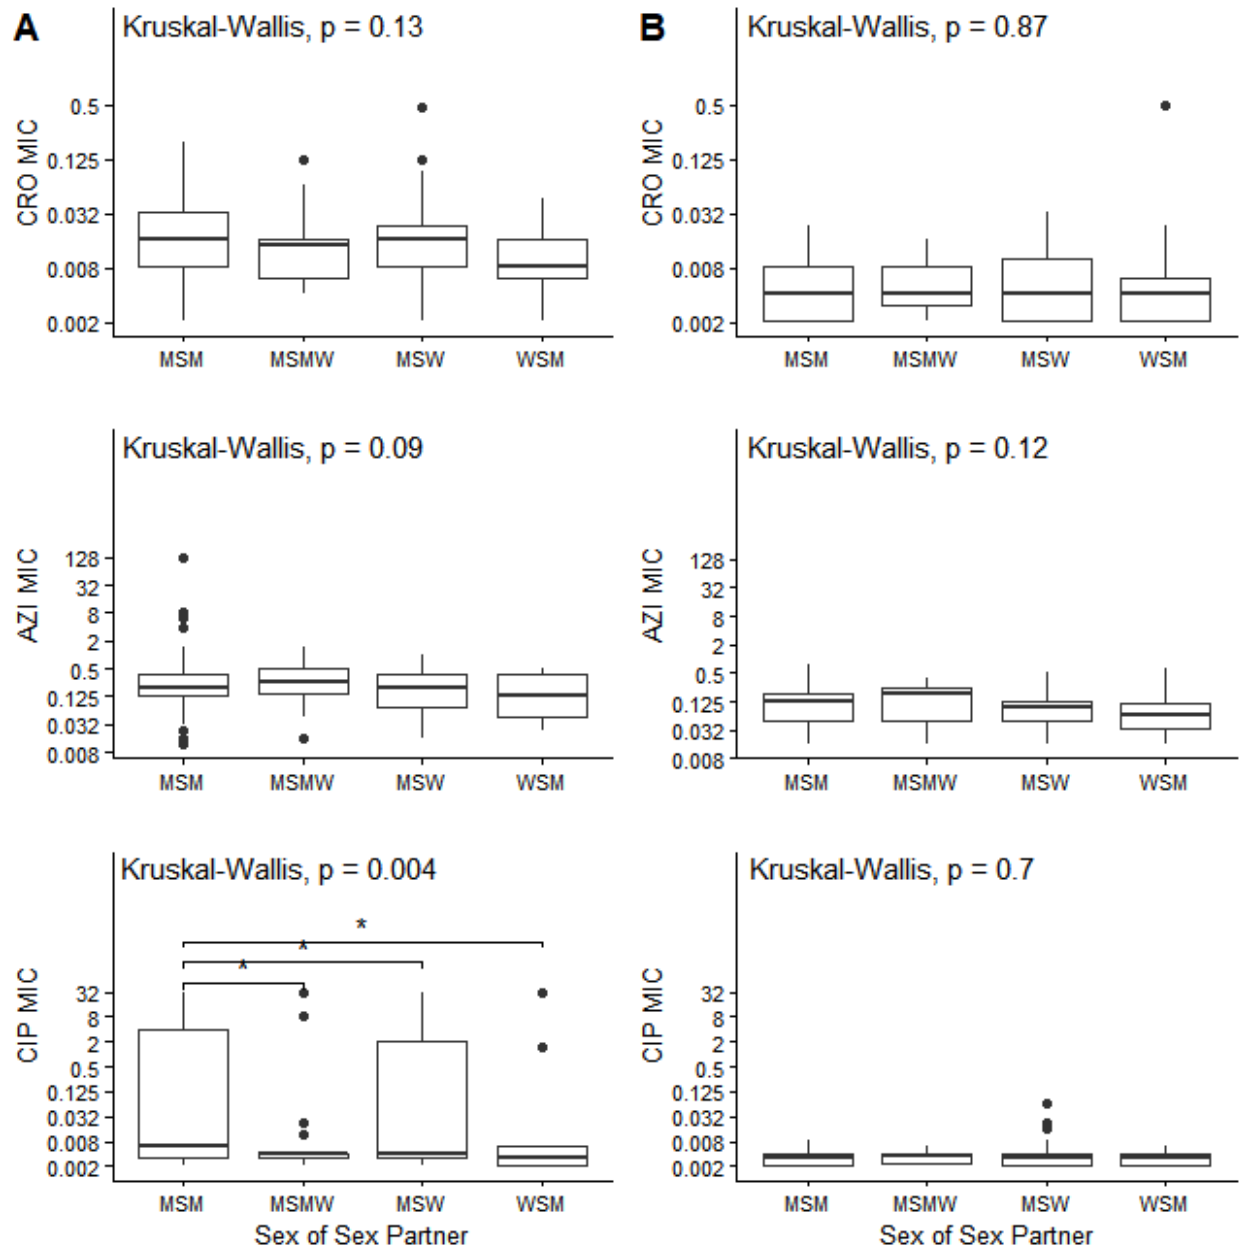 A
Kruskal-Wallis, p = 0.13
CRO MIC
0.5
0.125
0.032
0.008
0.002
MSM MSMW MSW WSM
B
Kruskal-Wallis, p = 0.87
CRO MIC
0.5
0.125
0.032
0.008
0.002
MSM MSMW MSW WSM
Kruskal-Wallis, p = 0.09
AZI MIC
128
32
8
2
0.5
0.125
0.032
0.008
MSM MSMW MSW WSM
Kruskal-Wallis, p = 0.12
AZI MIC
128
32
8
2
0.5
0.125
0.032
0.008
MSM MSMW MSW WSM
Kruskal-Wallis, p = 0.004
*
*
*
CIP MIC
32
8
2
0.5
0.125
0.032
0.008
0.002
MSM MSMW MSW WSM
Sex of Sex Partner
Kruskal-Wallis, p = 0.7
CIP MIC
32
8
2
0.5
0.125
0.032
0.008
0.002
MSM MSMW MSW WSM
Sex of Sex Partner